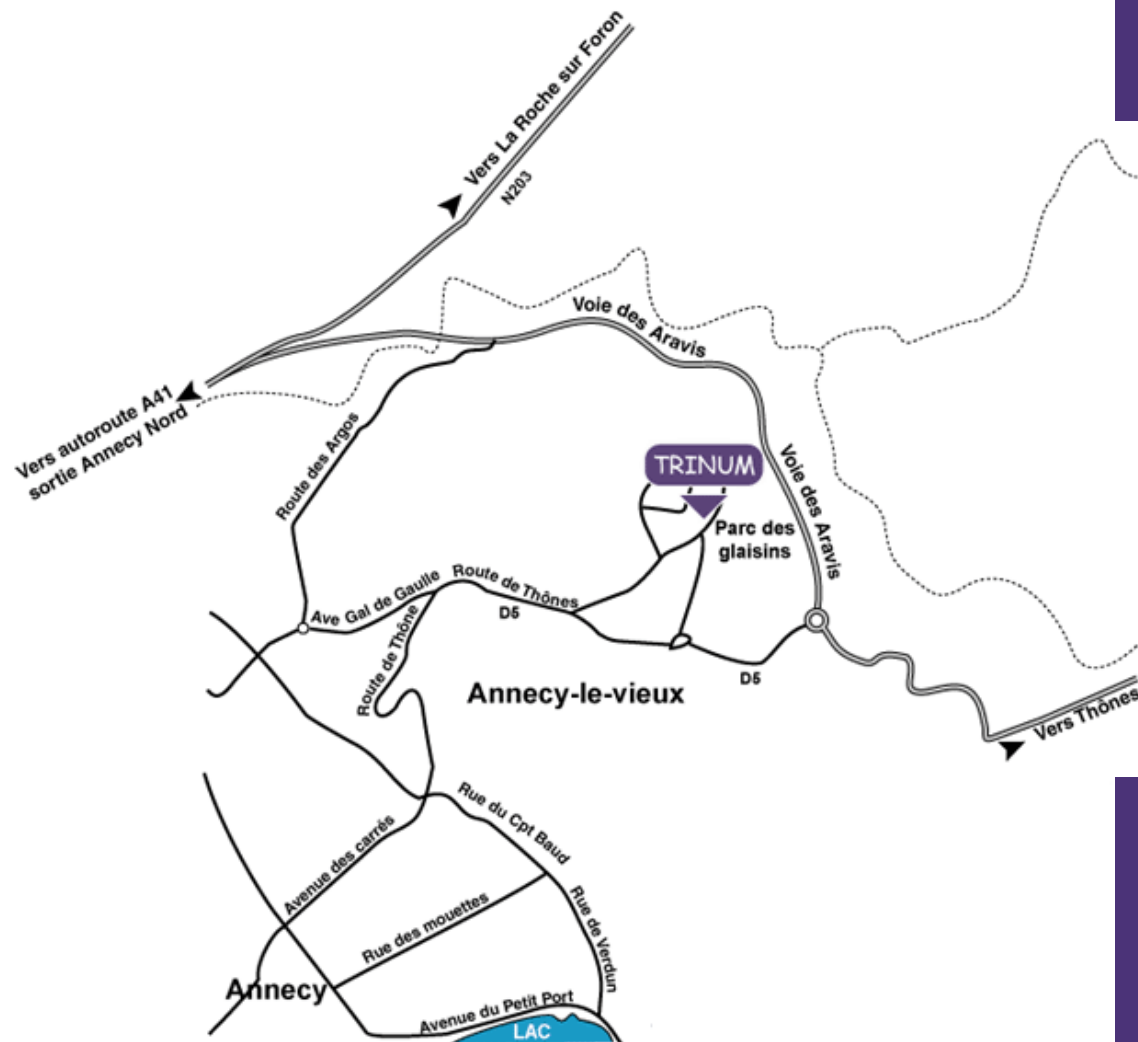 Vers La Roche sur Foron
N203
Voie des Aravis
Vers autoroute A41
sortie Annecy Nord
Route des Argos
TRINUM
Voie des Aravis
Parc des
glaisins
Ave Gal de Gaulle
Route de Thônes
D5
Route de Thône
D5
Annecy-le-vieux
Vers Thônes
Rue du Cpt Baud
Avenue des carrés
Rue des mouettes
Rue de Verdun
Annecy
Avenue du Petit Port
LAC